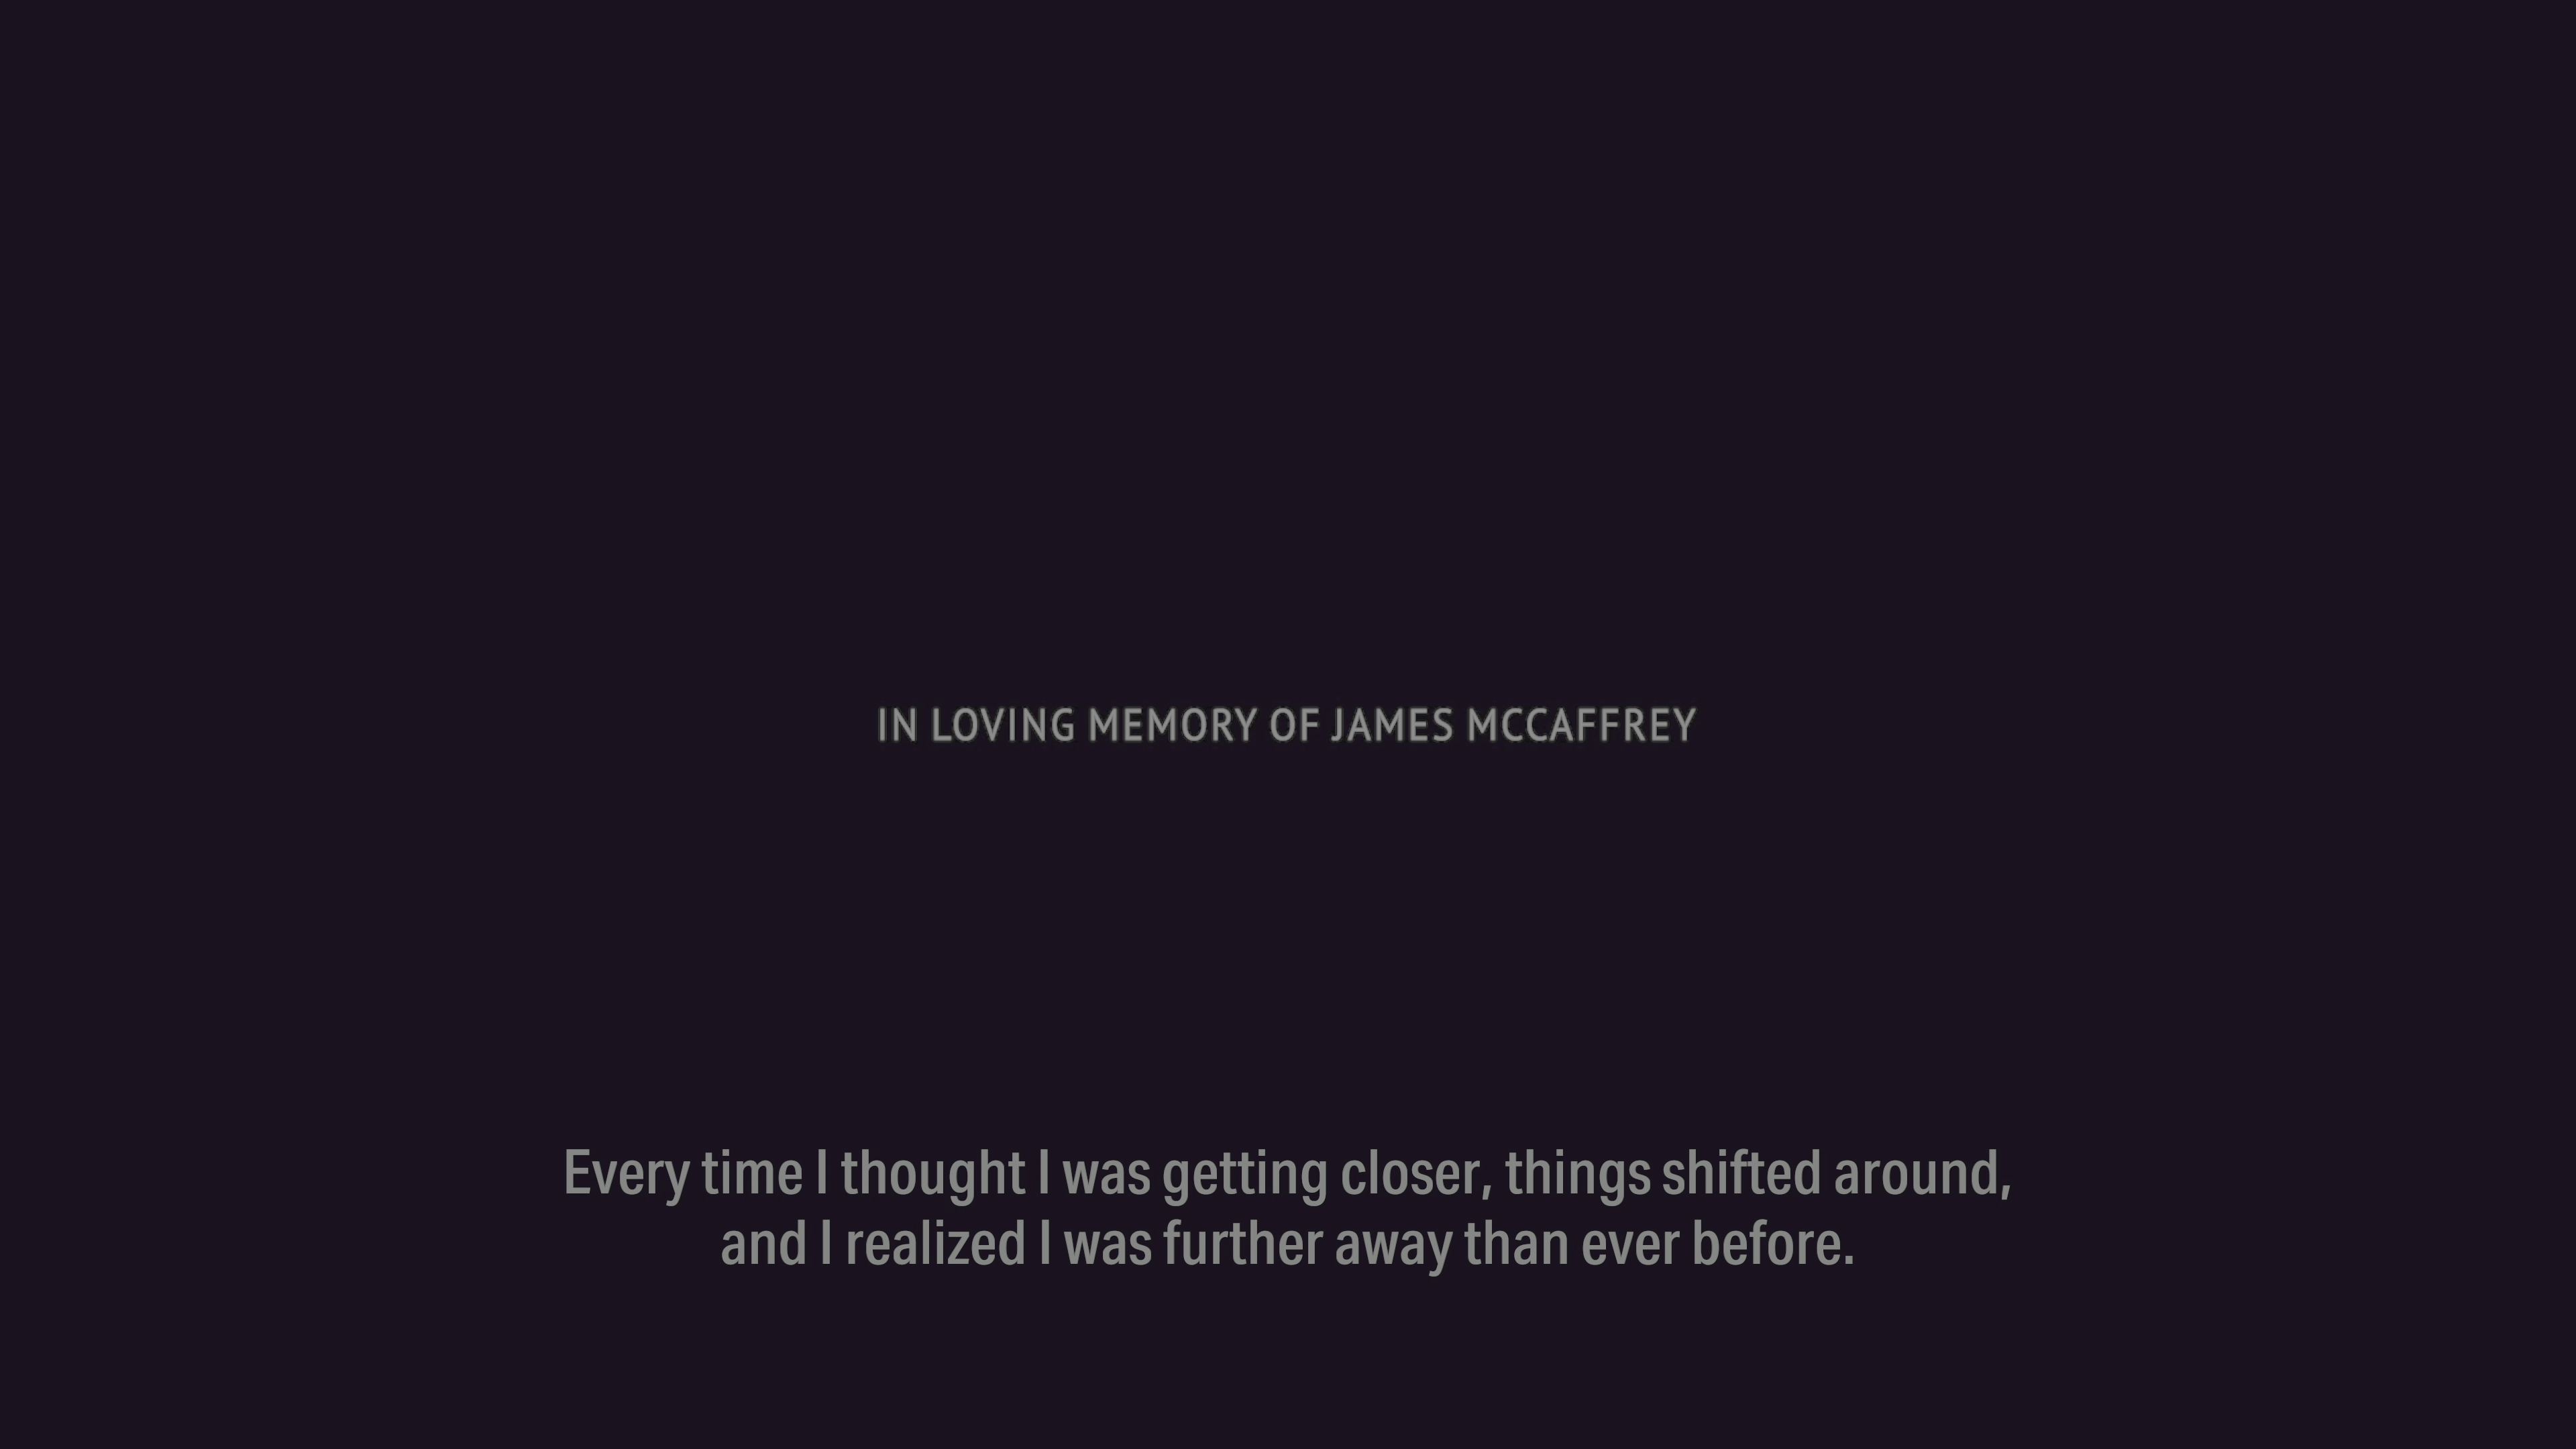 IN LOVING MEMORY OF JAMES MCCAFFREY
Every time I thought I was getting closer, things shifted around,
and I realized I was further away than ever before.